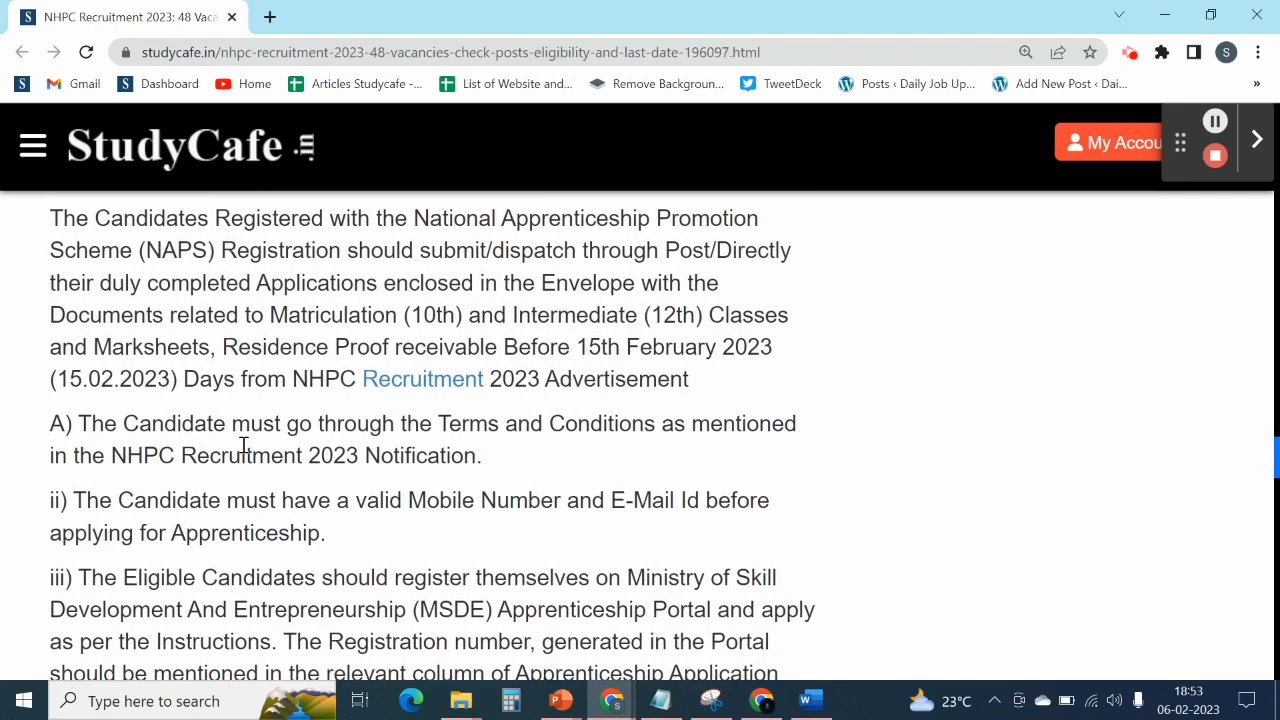 NHPC Recruitment 2023: 48 Vaca
studycafe.in/nhpc-recruitment-2023-48-vacancies-check-posts-eligibility-and-last-date-196097.html
S
S Gmail S Dashboard Home Articles Studycafe -... List of Website and... Remove Backgroun... TweetDeck Posts ‹ Daily Job Up... Add New Post ‹ Dai... »
StudyCafe .in
My Accou
The Candidates Registered with the National Apprenticeship Promotion
Scheme (NAPS) Registration should submit/dispatch through Post/Directly
their duly completed Applications enclosed in the Envelope with the
Documents related to Matriculation (10th) and Intermediate (12th) Classes
and Marksheets, Residence Proof receivable Before 15th February 2023
(15.02.2023) Days from NHPC Recruitment 2023 Advertisement
A) The Candidate must go through the Terms and Conditions as mentioned
in the NHPC Recruitment 2023 Notification.
ii) The Candidate must have a valid Mobile Number and E-Mail Id before
applying for Apprenticeship.
iii) The Eligible Candidates should register themselves on Ministry of Skill
Development And Entrepreneurship (MSDE) Apprenticeship Portal and apply
as per the Instructions. The Registration number, generated in the Portal
should be mentioned in the relevant column of Apprenticeship Application
Type here to search
23°C
18:53
06-02-2023